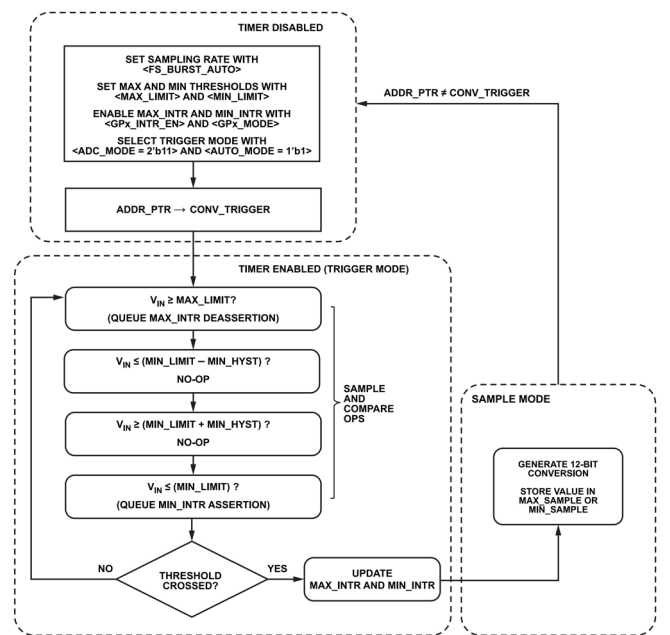 TIMER DISABLED
SET SAMPLING RATE WITH
<FS_BURST_AUTO>
SET MAX AND MIN THRESHOLDS WITH
<MAX_LIMIT> AND <MIN_LIMIT>
ENABLE MAX_INTR AND MIN_INTR WITH
<GPx_INTR_EN> AND <GPx_MODE>
SELECT TRIGGER MODE WITH
<ADC_MODE = 2'b11> AND <AUTO_MODE = 1'b1>
ADDR_PTR → CONV_TRIGGER
ADDR_PTR ≠ CONV_TRIGGER
TIMER ENABLED (TRIGGER MODE)
VIN ≥ MAX_LIMIT?
(QUEUE MAX_INTR DEASSERTION)
VIN ≤ (MIN_LIMIT – MIN_HYST) ?
NO-OP
VIN ≥ (MIN_LIMIT + MIN_HYST) ?
NO-OP
VIN ≤ (MIN_LIMIT) ?
(QUEUE MIN_INTR ASSERTION)
SAMPLE
AND
COMPARE
OPS
NO
THRESHOLD
CROSSED?
YES
UPDATE
MAX_INTR AND MIN_INTR
SAMPLE MODE
GENERATE 12-BIT
CONVERSION
STORE VALUE IN
MAX_SAMPLE OR
MIN_SAMPLE